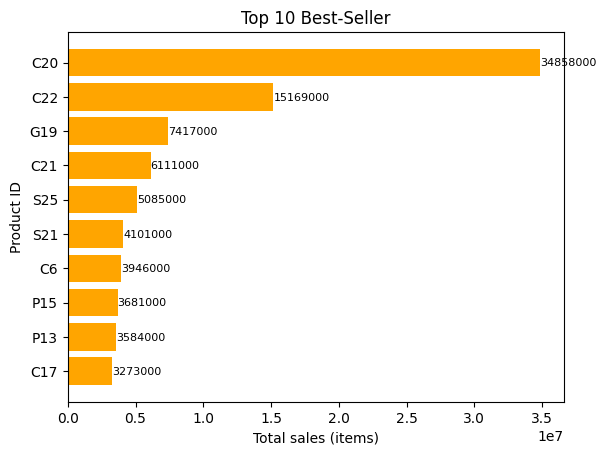 Top 10 Best-Seller
Product ID
C20 34858000
C22 15169000
G19 7417000
C21 6111000
S25 5085000
S21 4101000
C6 3946000
P15 3681000
P13 3584000
C17 3273000
0.0 0.5 1.0 1.5 2.0 2.5 3.0 3.5
1e7
Total sales (items)